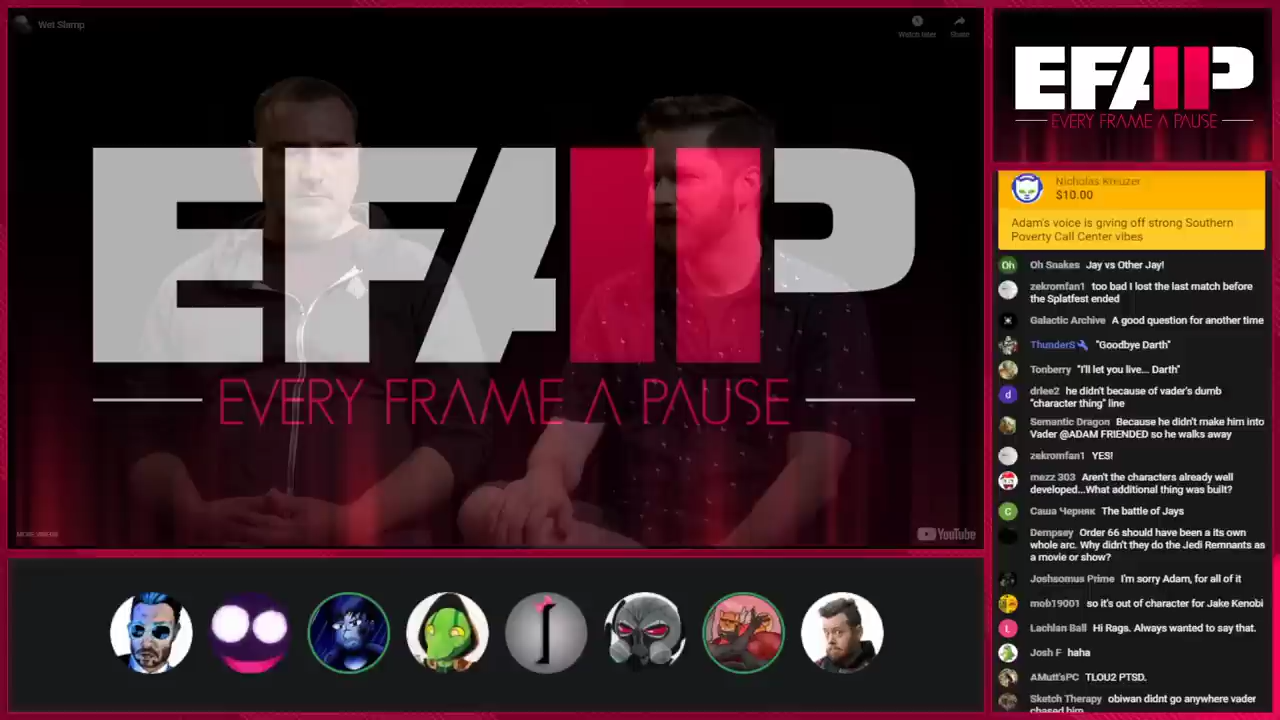 Wet Slamp
Watch later
Share
EFAP
EVERY FRAME A PAUSE
MORE VIDEOS
YouTube
EFAP
EVERY FRAME A PAUSE
Nicholas Kreuzer
$10.00
Adam's voice is giving off strong Southern
Poverty Call Center vibes
Oh
Oh Snakes Jay vs Other Jay!
zekromfan1 too bad I lost the last match before
the Splatfest ended
Galactic Archive A good question for another time
ThunderS "Goodbye Darth"
Tonberry "I'll let you live... Darth"
d
drlee2 he didn't because of vader's dumb
"character thing" line
Semantic Dragon Because he didn't make him into
Vader @ADAM FRIENDED so he walks away
zekromfan1 YES!
mezz 303 Aren't the characters already well
developed...What additional thing was built?
С
Саша Черняк The battle of Jays
Dempsey Order 66 should have been a its own
whole arc. Why didn't they do the Jedi Remnants as
a movie or show?
Joshsomus Prime I'm sorry Adam, for all of it
mob19001 so it's out of character for Jake Kenobi
L
Lachlan Ball Hi Rags. Always wanted to say that.
Josh F haha
AMutt'sPC TLOU2 PTSD.
Sketch Therapy obiwan didnt go anywhere vader
chased him